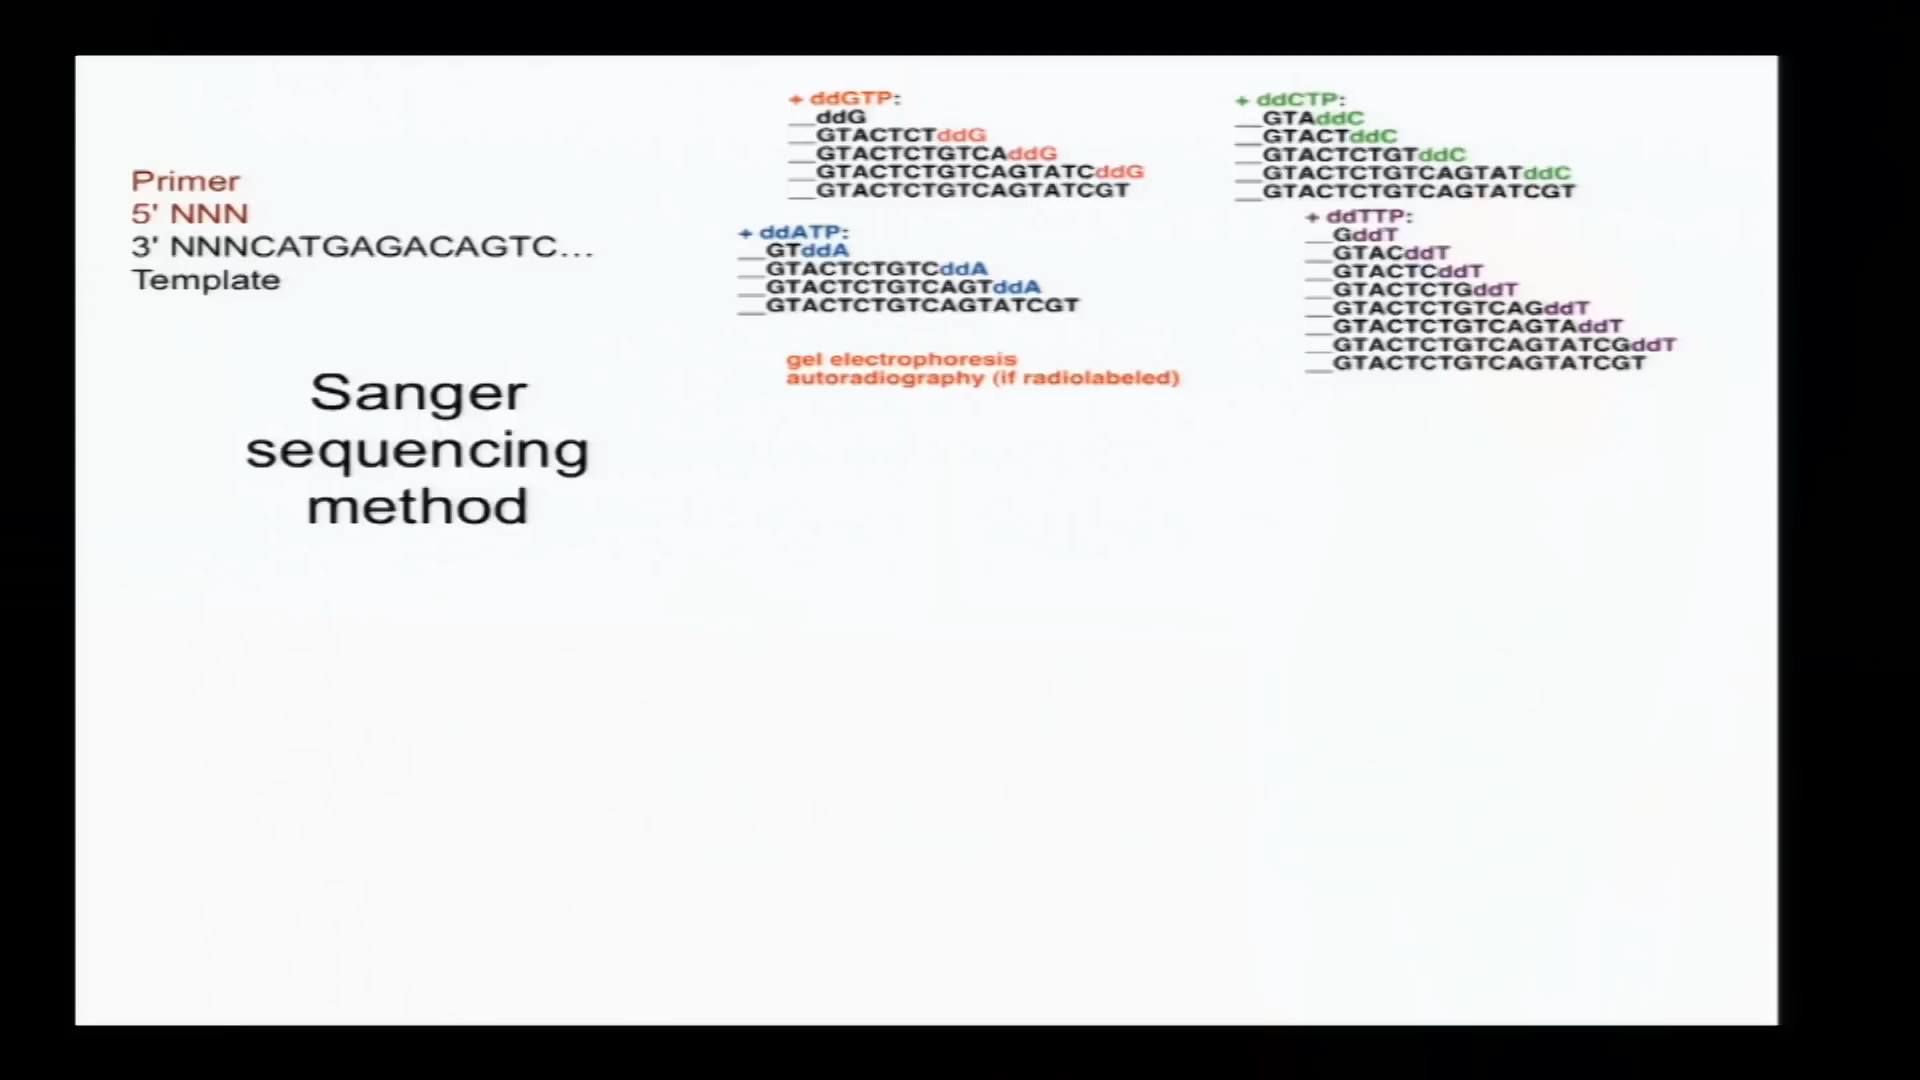 Primer
5' NNN
3' NNNCATGAGACAGTC...
Template
Sanger
sequencing
method
+ ddGTP:
__ddG
__GTACTCTddG
__GTACTCTGTCAddG
__GTACTCTGTCAGTATCddG
__GTACTCTGTCAGTATCGT
+ ddCTP:
__GTAddC
__GTACTddC
__GTACTCTGTddC
__GTACTCTGTCAGTATddC
__GTACTCTGTCAGTATCGT
+ ddATP:
__GTddA
__GTACTCTGTCddA
__GTACTCTGTCAGTddA
__GTACTCTGTCAGTATCGT
+ ddTTP:
__GddT
__GTACddT
__GTACTCddT
__GTACTCTGddT
__GTACTCTGTCAGddT
__GTACTCTGTCAGTAddT
__GTACTCTGTCAGTATCGddT
__GTACTCTGTCAGTATCGT
gel electrophoresis
autoradiography (if radiolabeled)